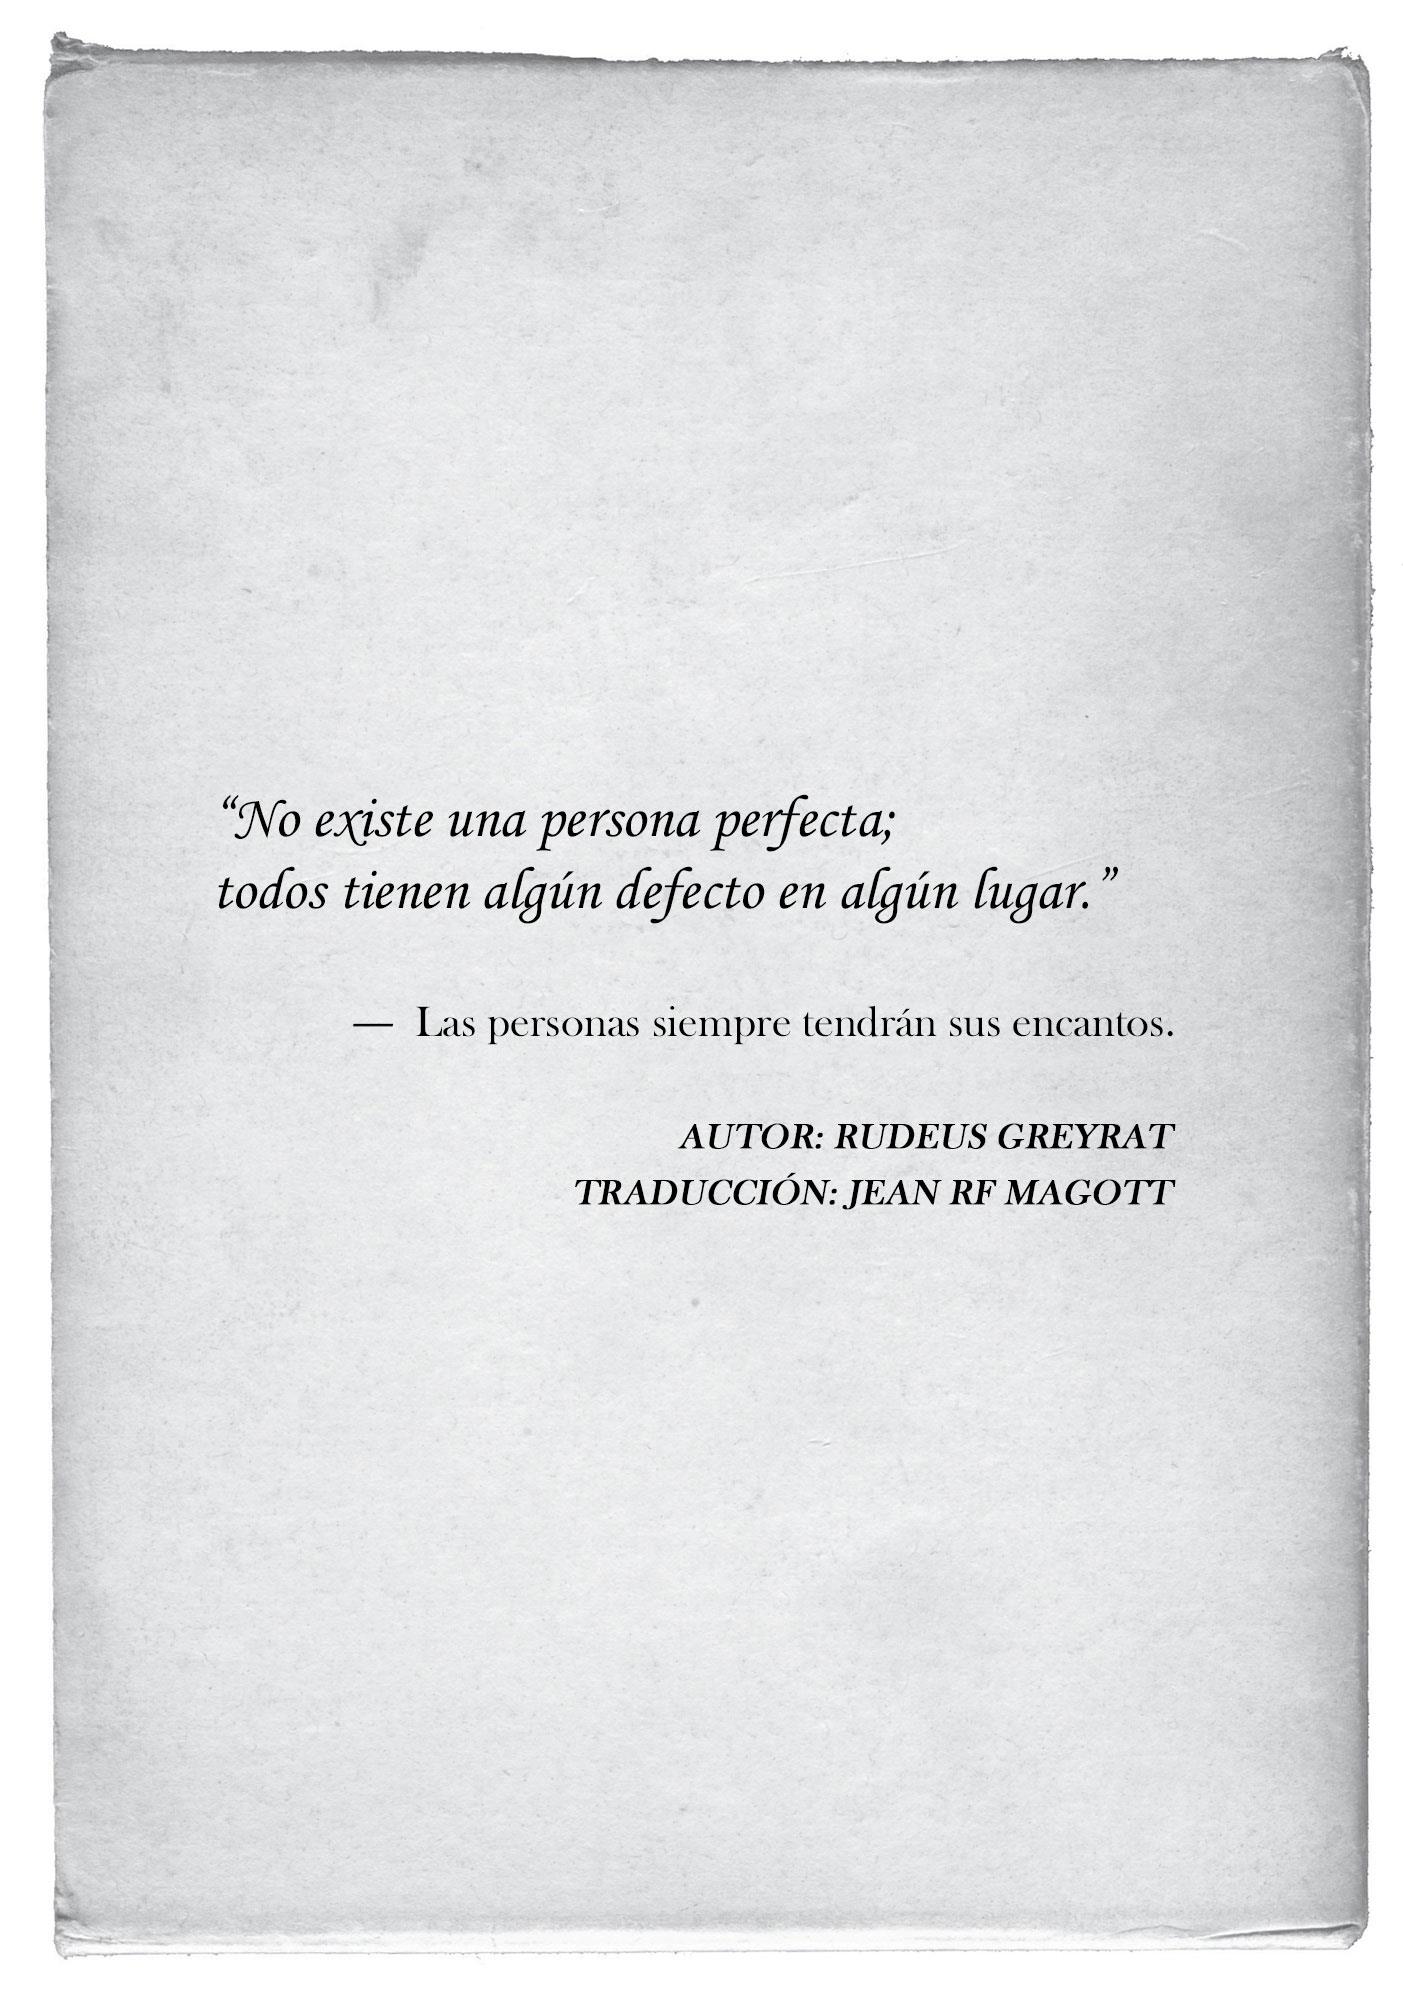 “No existe una persona perfecta;
todos tienen algún defecto en algún lugar.”
— Las personas siempre tendrán sus encantos.
AUTOR: RUDEUS GREYRAT
TRADUCCIÓN: JEAN RF MAGOTT